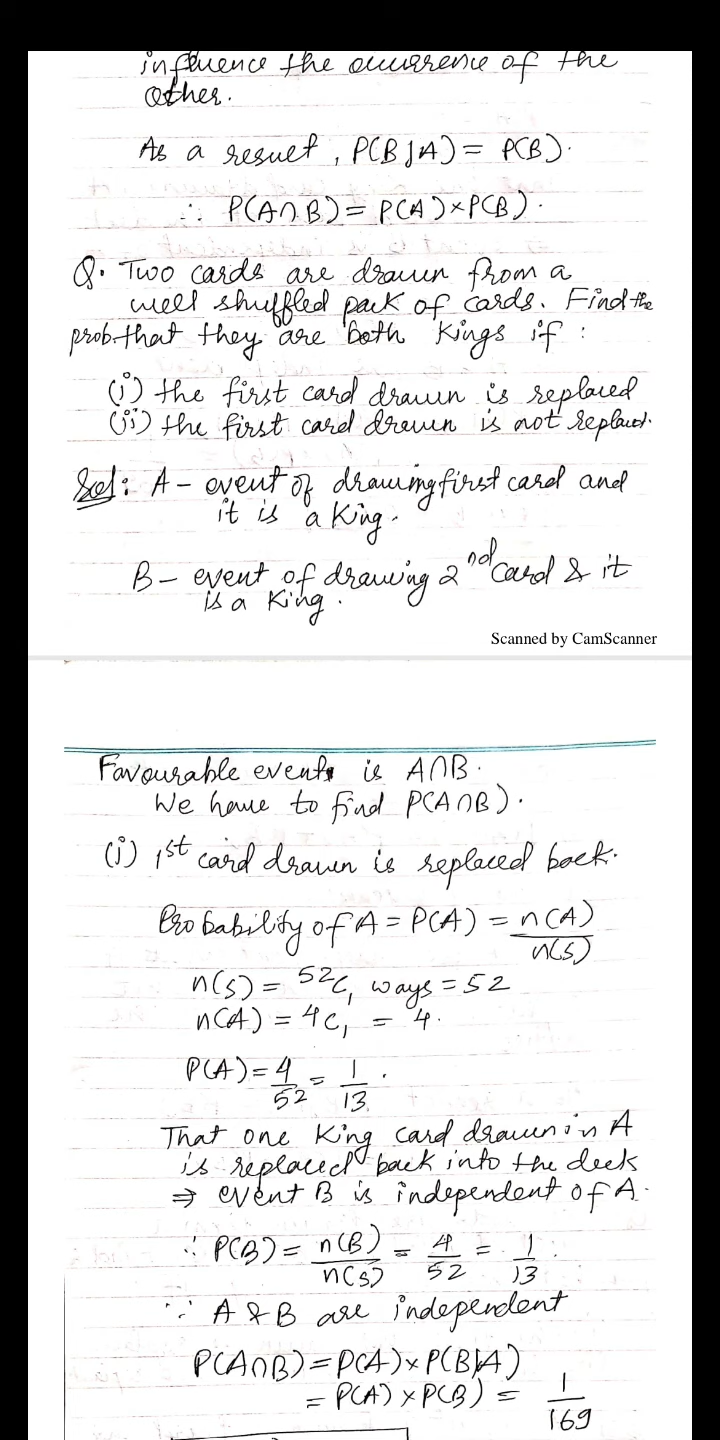 influence the occurrence of the
other.
As a result, P(B|A) = P(B).
∴ P(A∩B) = P(A)×P(B).
Q. Two cards are drawn from a
well shuffled pack of cards. Find the
prob. that they are both Kings if :
(i) the first card drawn is replaced
(ii) the first card drawn is not replaced.
Sol: A – event of drawing first card and
it is a King.
B – event of drawing 2nd card & it
is a King.
Scanned by CamScanner
Favourable events is A∩B.
We have to find P(A∩B).
(i) 1st card drawn is replaced back.
Probability of A = P(A) = n(A)/n(S)
n(S) = 52C1 ways = 52
n(A) = 4C1 = 4.
P(A) = 4/52 = 1/13.
That one King card drawn in A
is replaced back into the deck
⇒ event B is independent of A.
∴ P(B) = n(B)/n(S) = 4/52 = 1/13.
∵ A & B are independent
P(A∩B) = P(A)×P(B|A)
= P(A)×P(B) = 1/169